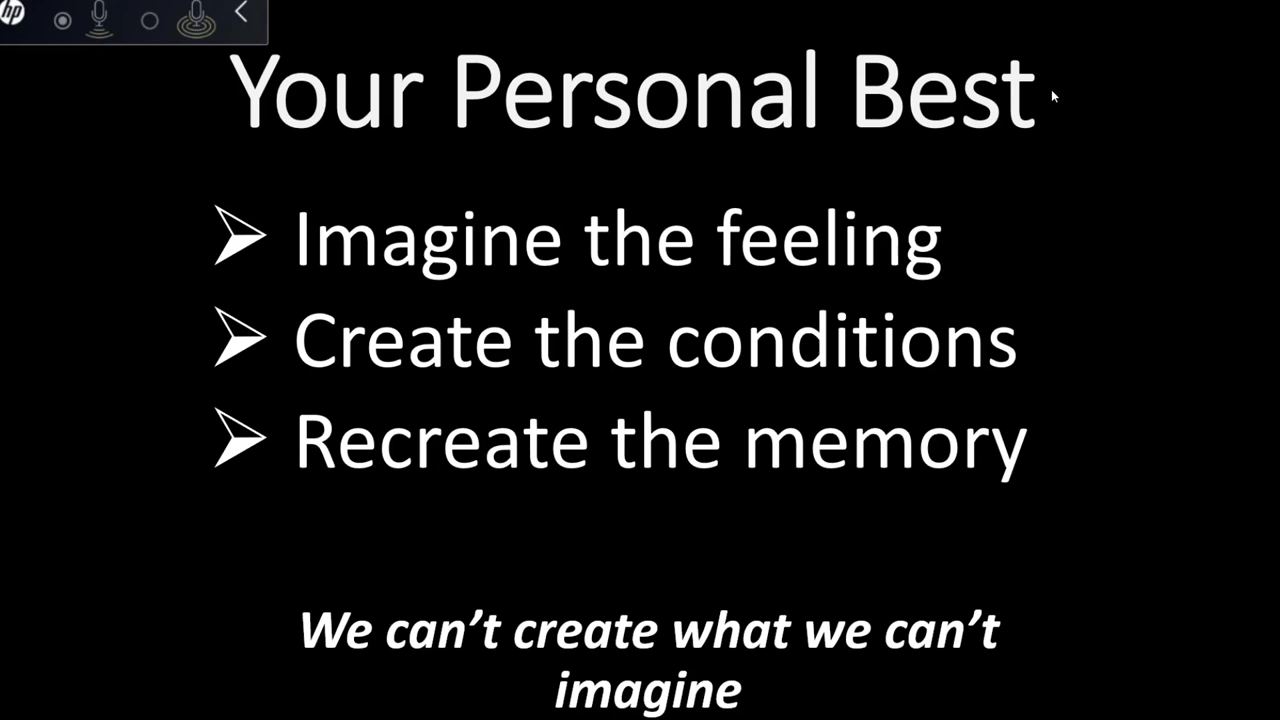 hp
Your Personal Best
Imagine the feeling
Create the conditions
Recreate the memory
We can't create what we can't
imagine